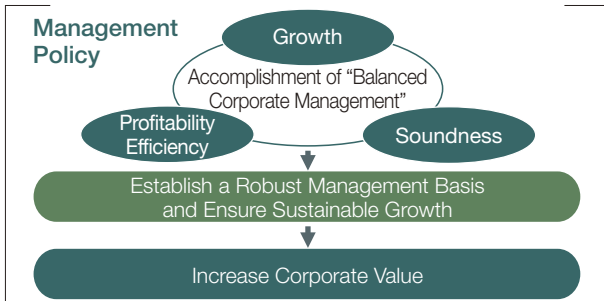 Management
Policy
Growth
Accomplishment of “Balanced
Corporate Management”
Profitability
Efficiency
Soundness
Establish a Robust Management Basis
and Ensure Sustainable Growth
Increase Corporate Value